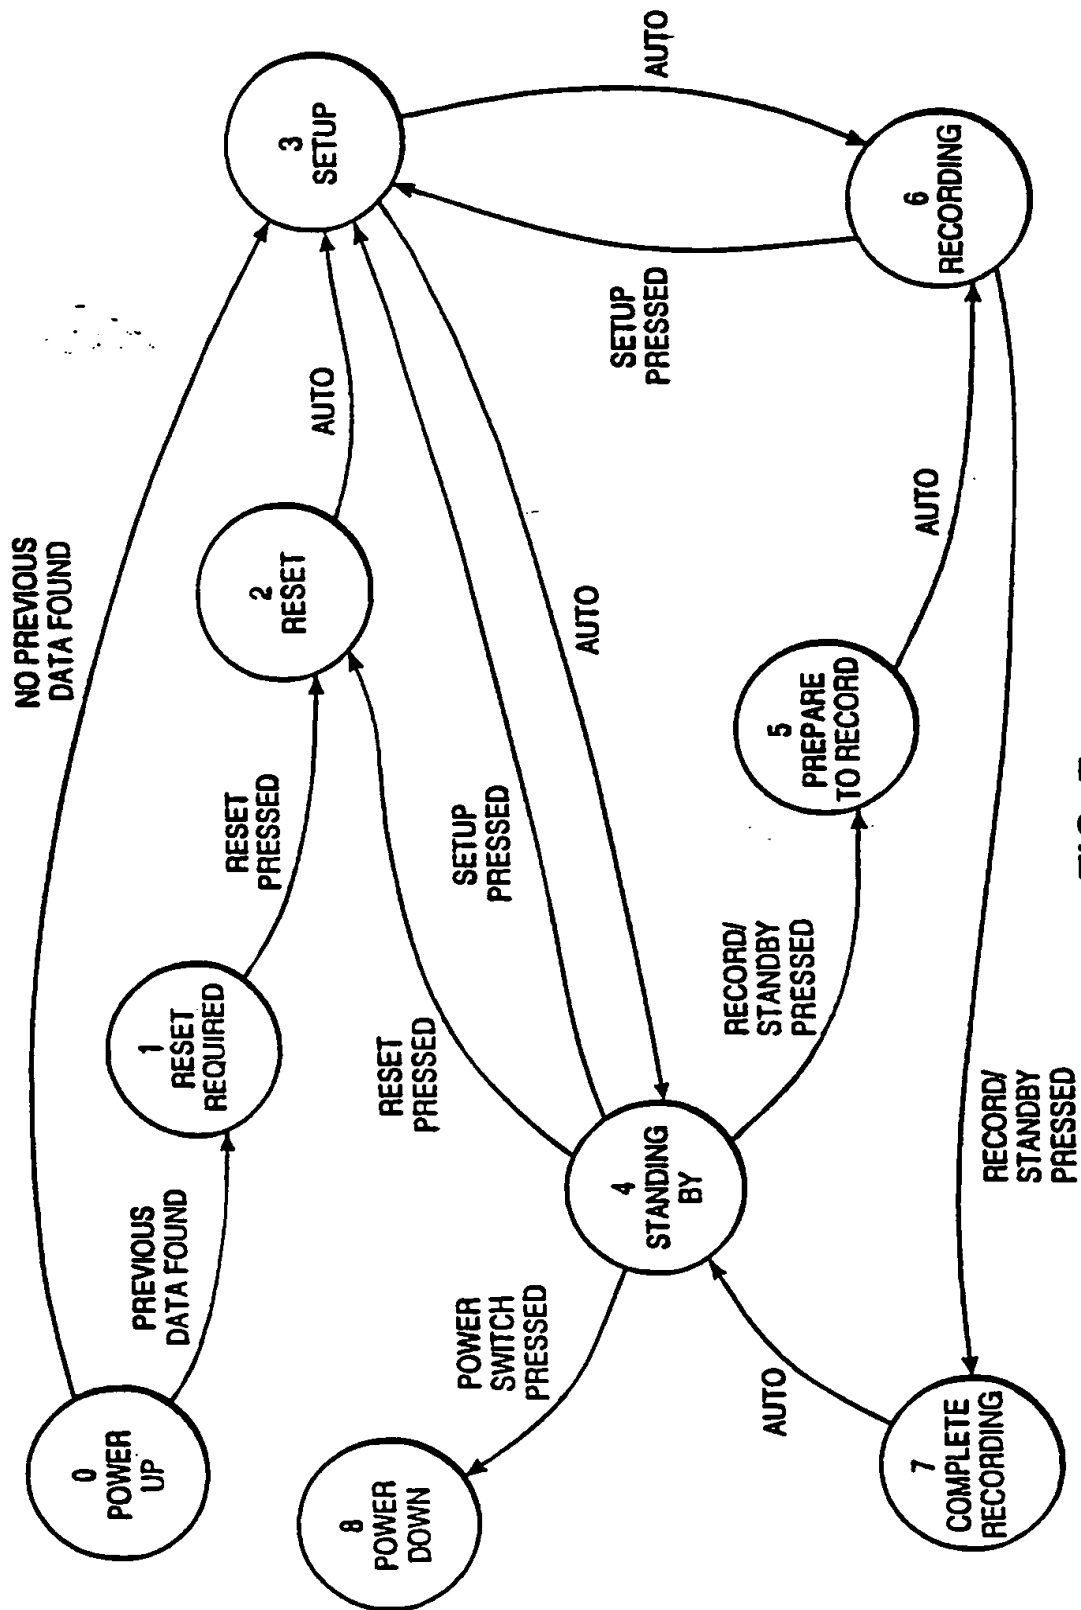 NO PREVIOUS
DATA FOUND
0
POWER
UP
PREVIOUS
DATA FOUND
1
RESET
REQUIRED
RESET
PRESSED
2
RESET
AUTO
3
SETUP
8
POWER
DOWN
POWER
SWITCH
PRESSED
RESET
PRESSED
SETUP
PRESSED
AUTO
4
STANDING
BY
SETUP
PRESSED
AUTO
RECORD/
STANDBY
PRESSED
5
PREPARE
TO RECORD
AUTO
6
RECORDING
AUTO
7
COMPLETE
RECORDING
RECORD/
STANDBY
PRESSED